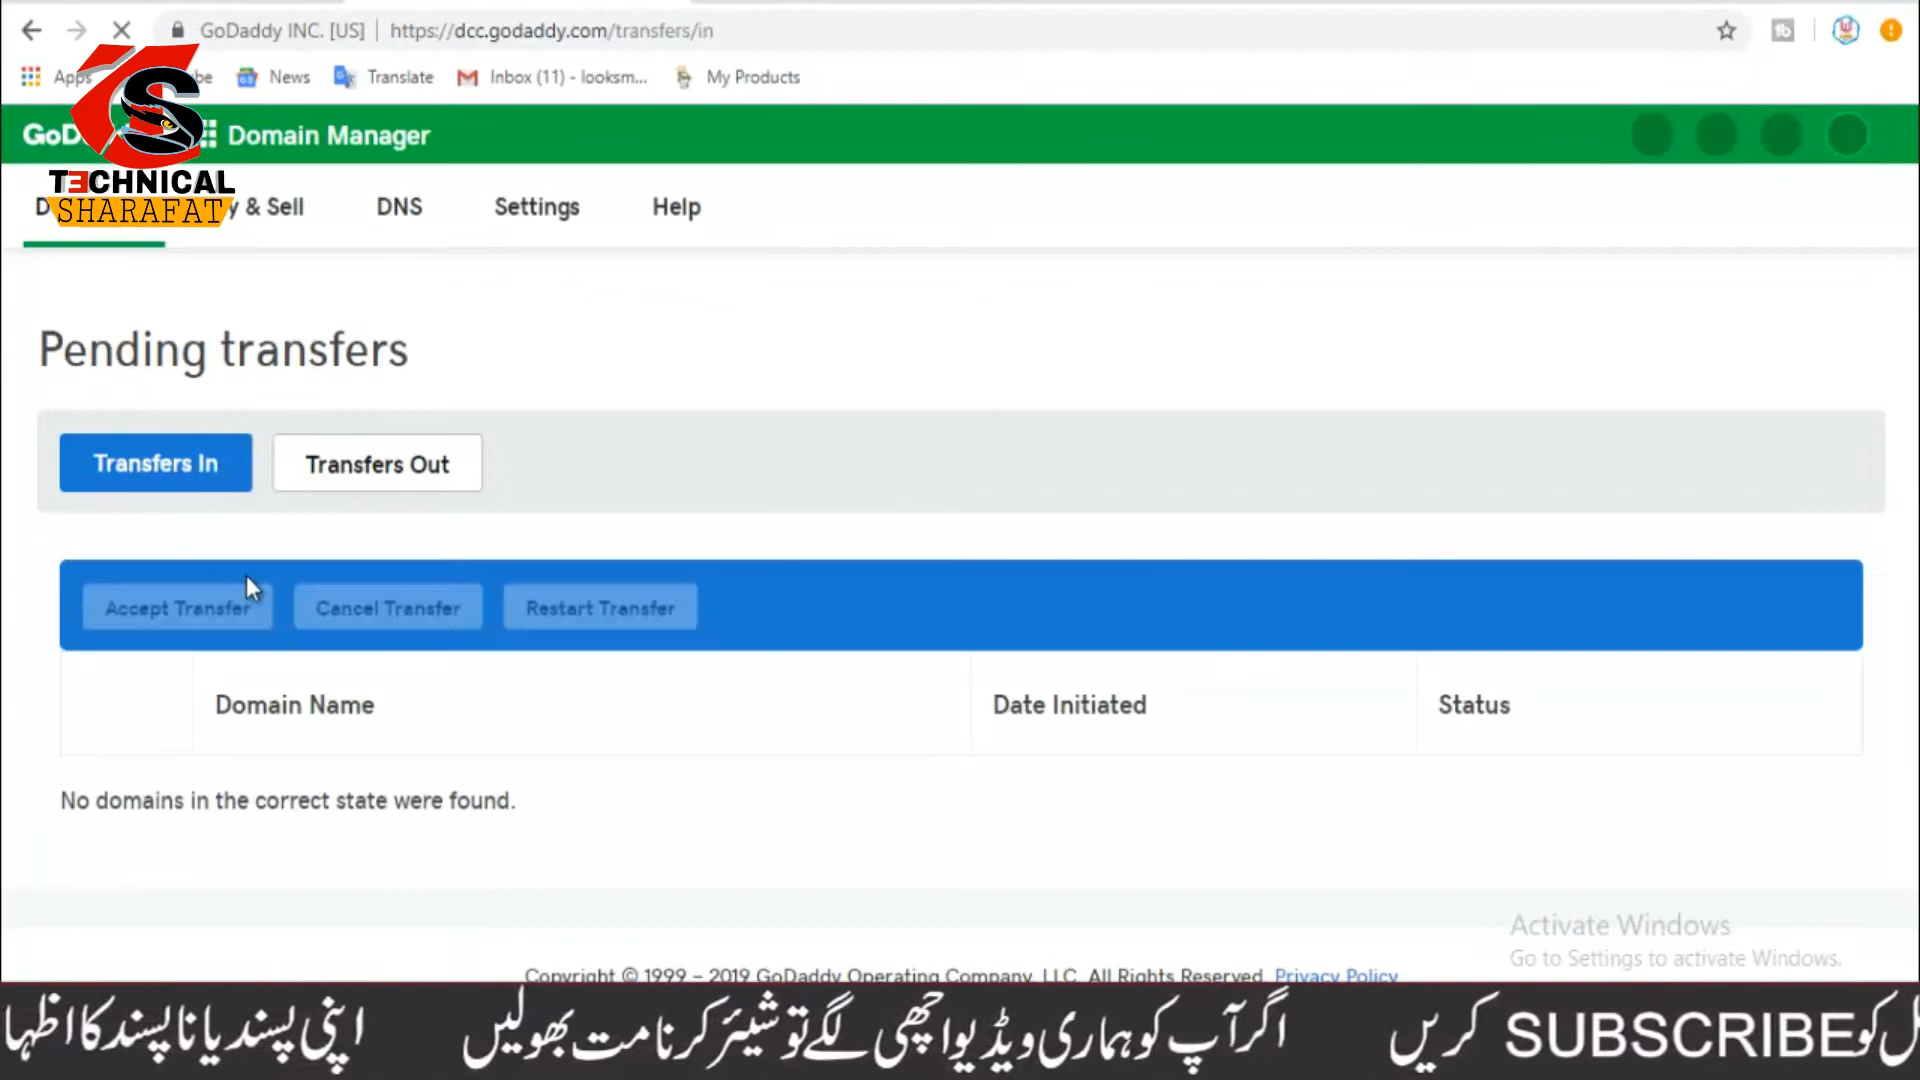 GoDaddy INC. [US] | https://dcc.godaddy.com/transfers/in
Apps
News
Translate
Inbox (11) - looksm...
My Products
Domain Manager
TECHNICAL
SHARAFAT
& Sell
DNS
Settings
Help
Pending transfers
Transfers In
Transfers Out
Accept Transfer
Cancel Transfer
Restart Transfer
Domain Name
Date Initiated
Status
No domains in the correct state were found.
Activate Windows
Go to Settings to activate Windows.
Copyright © 1999 – 2019 GoDaddy Operating Company, LLC. All Rights Reserved. Privacy Policy
کو SUBSCRIBE کریں اگر آپ کو ہماری ویڈیو اچھی لگے تو شیئر کرنا مت بھولیں اپنی پسند یا ناپسند کا